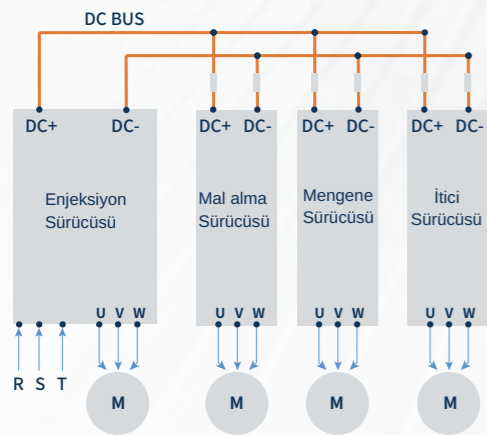 DC BUS
DC+ DC- DC+ DC- DC+ DC- DC+ DC-
Enjeksiyon
Sürücüsü
Mal alma
Sürücüsü
Mengene
Sürücüsü
İtici
Sürücüsü
U V W U V W U V W U V W
R S T
M M M M